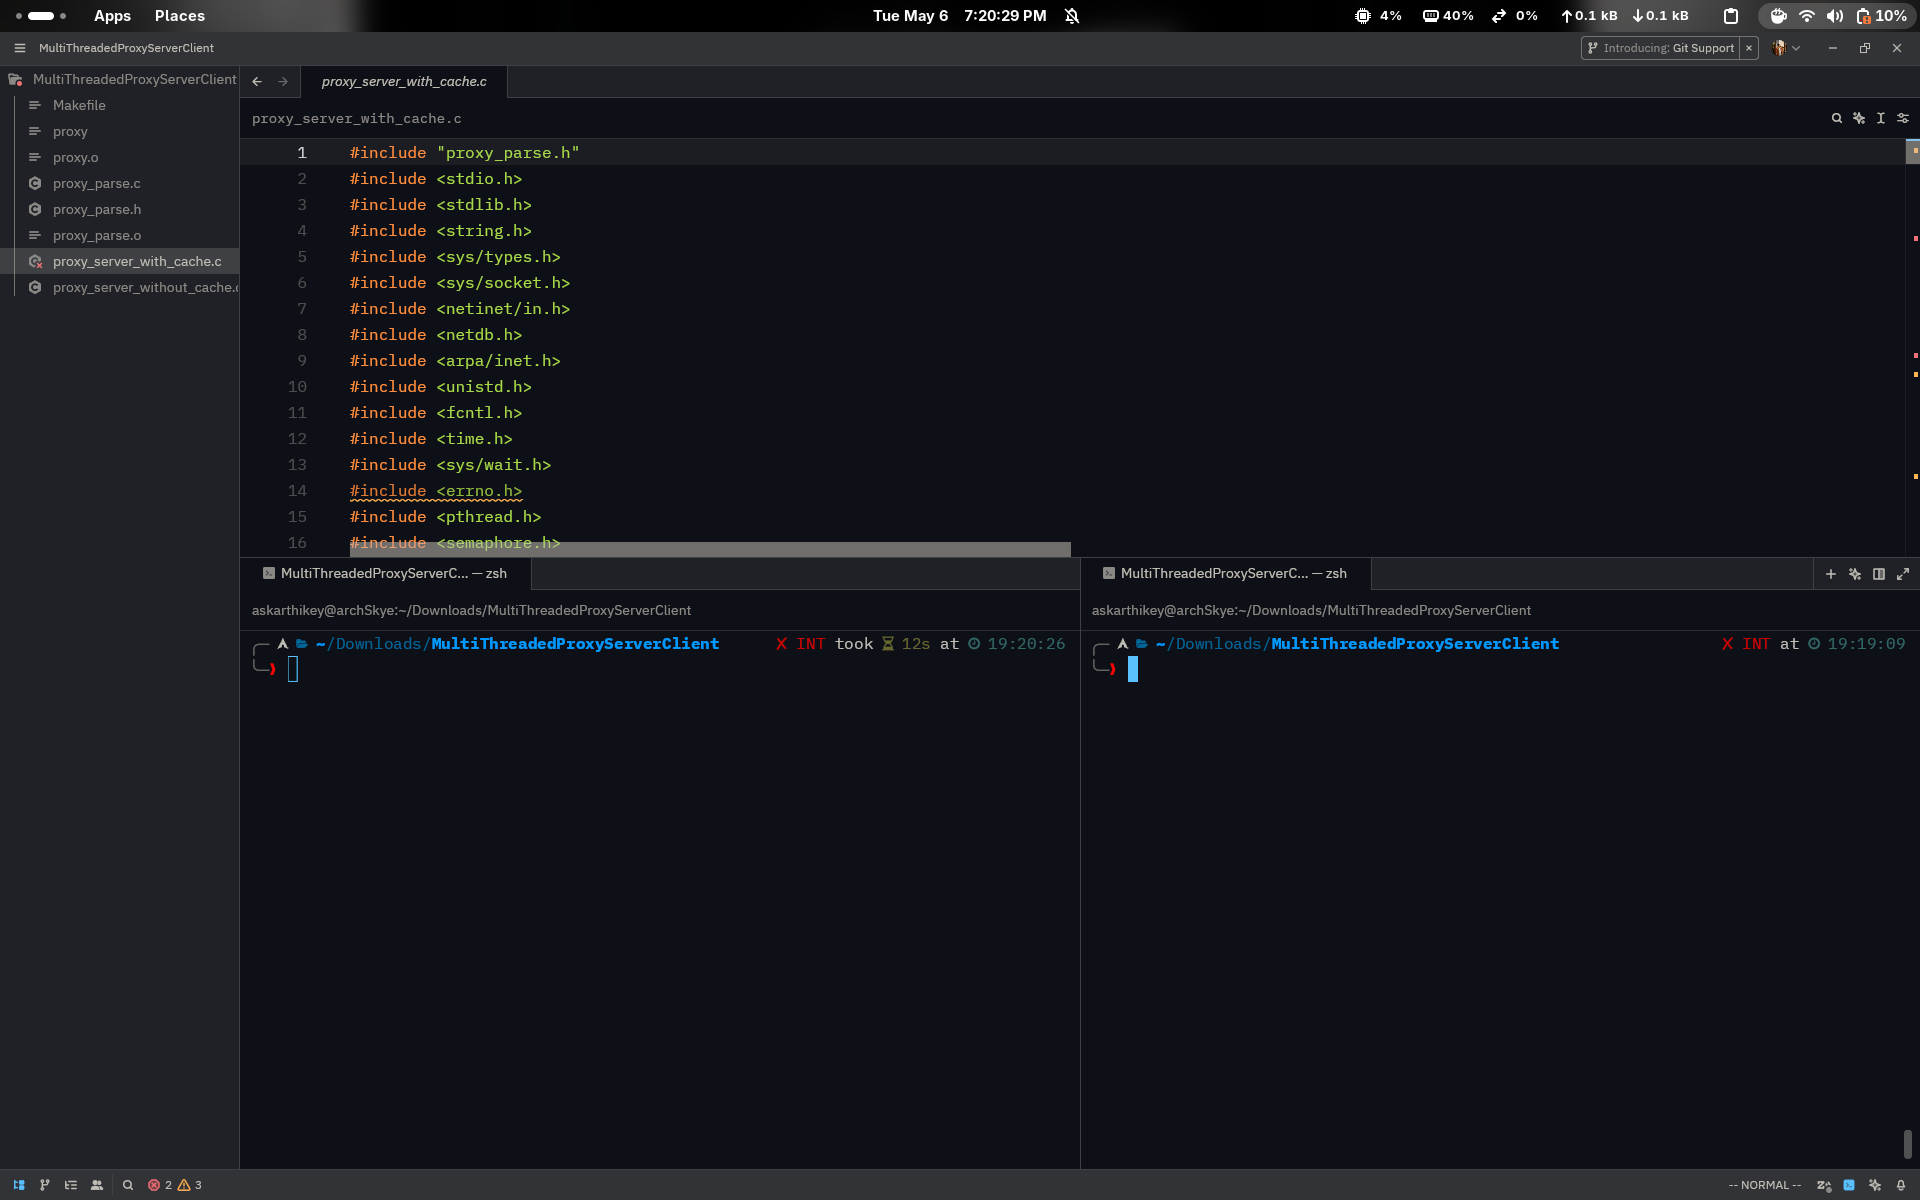 Apps Places Tue May 6 7:20:29 PM 4% 40% 0% ↑0.1 kB ↓0.1 kB 10%
MultiThreadedProxyServerClient Introducing: Git Support ×
MultiThreadedProxyServerClient
Makefile
proxy
proxy.o
proxy_parse.c
proxy_parse.h
proxy_parse.o
proxy_server_with_cache.c
proxy_server_without_cache.c
proxy_server_with_cache.c
proxy_server_with_cache.c
1 #include "proxy_parse.h"
2 #include <stdio.h>
3 #include <stdlib.h>
4 #include <string.h>
5 #include <sys/types.h>
6 #include <sys/socket.h>
7 #include <netinet/in.h>
8 #include <netdb.h>
9 #include <arpa/inet.h>
10 #include <unistd.h>
11 #include <fcntl.h>
12 #include <time.h>
13 #include <sys/wait.h>
14 #include <errno.h>
15 #include <pthread.h>
16 #include <semaphore.h>
MultiThreadedProxyServerC... — zsh
askarthikey@archSkye:~/Downloads/MultiThreadedProxyServerClient
~/Downloads/MultiThreadedProxyServerClient ✘ INT took 12s at 19:20:26
❯
MultiThreadedProxyServerC... — zsh
askarthikey@archSkye:~/Downloads/MultiThreadedProxyServerClient
~/Downloads/MultiThreadedProxyServerClient ✘ INT at 19:19:09
❯
2 3 -- NORMAL --